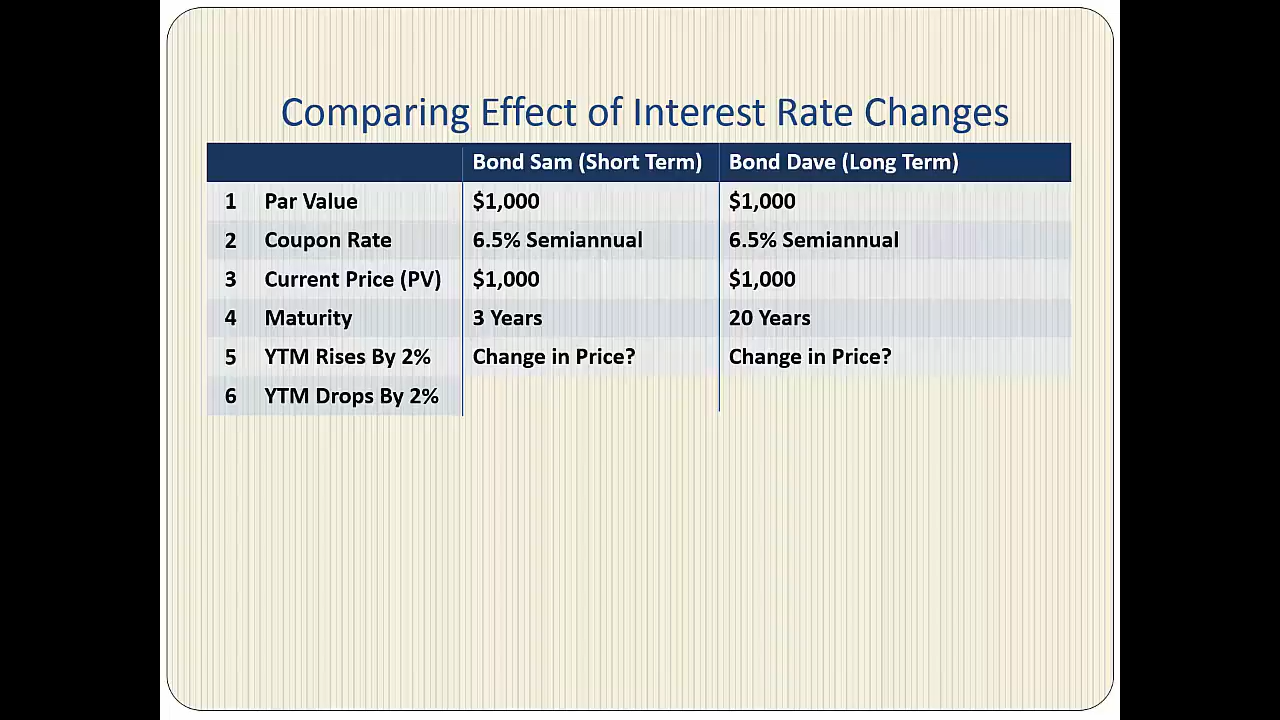 Comparing Effect of Interest Rate Changes
Bond Sam (Short Term) Bond Dave (Long Term)
1 Par Value $1,000 $1,000
2 Coupon Rate 6.5% Semiannual 6.5% Semiannual
3 Current Price (PV) $1,000 $1,000
4 Maturity 3 Years 20 Years
5 YTM Rises By 2% Change in Price? Change in Price?
6 YTM Drops By 2%